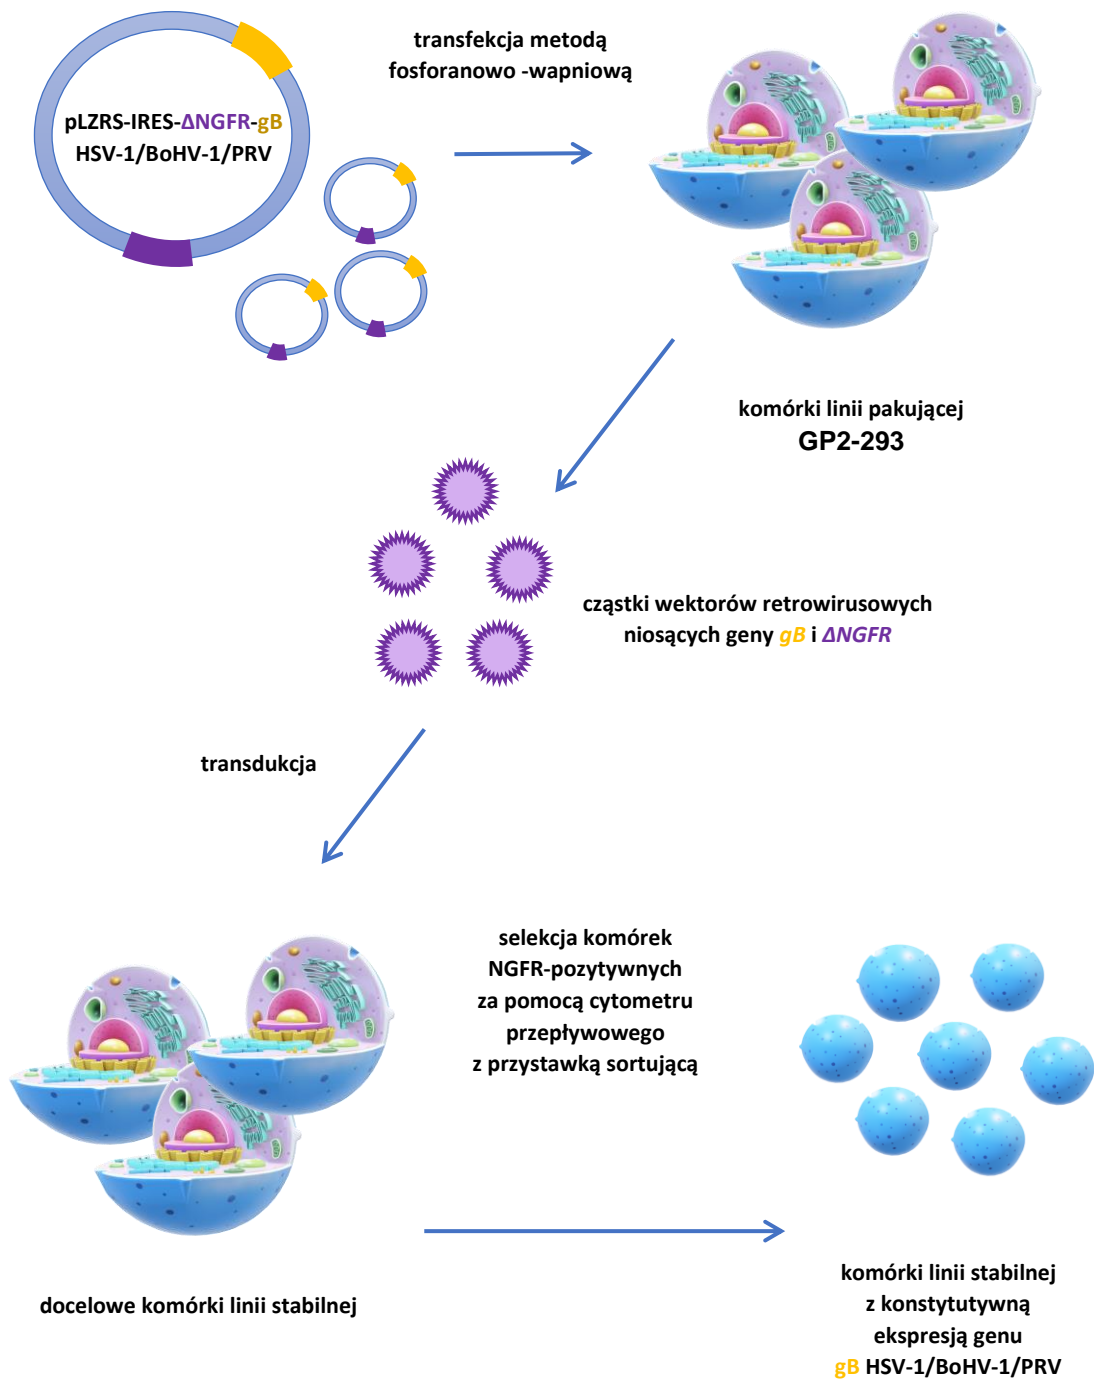 transfekcja metodą
fosforanowo -wapniową
pLZRS-IRES-ΔNGFR-gB
HSV-1/BoHV-1/PRV
komórki linii pakującej
GP2-293
cząstki wektorów retrowirusowych
niosących geny gB i ΔNGFR
transdukcja
selekcja komórek
NGFR-pozytywnych
za pomocą cytometru
przepływowego
z przystawką sortującą
docelowe komórki linii stabilnej
komórki linii stabilnej
z konstytutywną
ekspresją genu
gB HSV-1/BoHV-1/PRV